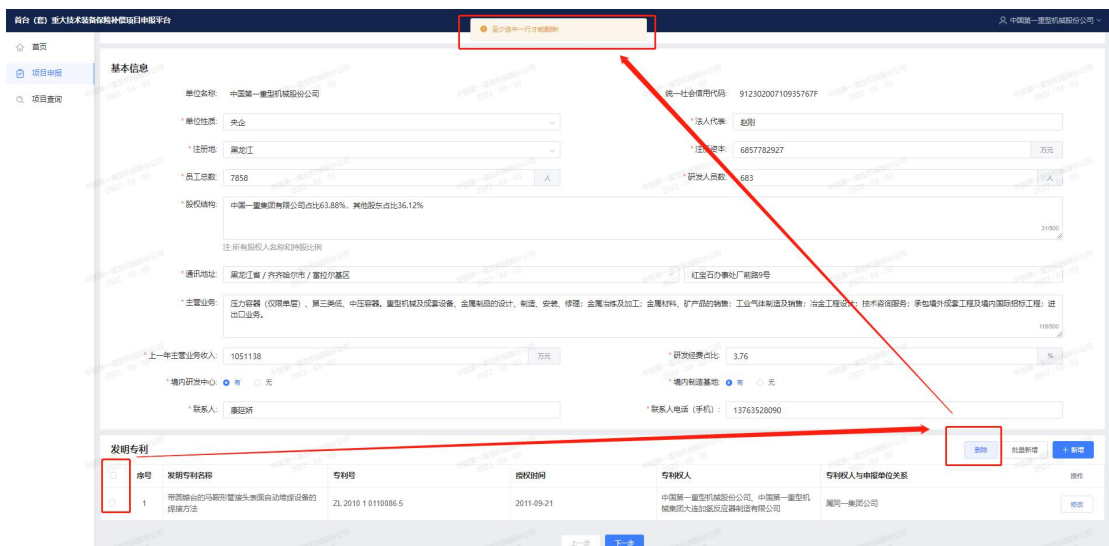 首台（套）重大技术装备保险补偿项目申报平台
至少选中一行才能删除!
中国第一重型机械股份公司
首页
项目申报
项目查询
基本信息
单位名称: 中国第一重型机械股份公司
统一社会信用代码: 91230200710935767F
*单位性质: 央企
*法人代表: 赵刚
*注册地: 黑龙江
*注册资本: 6857782927 万元
*员工总数: 7858 人
*研发人员数: 683 人
*股权结构: 中国一重集团有限公司占比63.88%，其他股东占比36.12%
31/500
注:所有股权人名称和持股比例
*通讯地址: 黑龙江省 / 齐齐哈尔市 / 富拉尔基区
红宝石办事处厂前路9号
*主营业务: 压力容器（仅限单层）、第三类低、中压容器。重型机械及成套设备、金属制品的设计、制造、安装、修理；金属冶炼及加工；金属材料、矿产品的销售；工业气体制造及销售；冶金工程设计；技术咨询服务；承包境外成套工程及境内国际招标工程；进
出口业务。
116/500
*上一年主营业务收入: 1051138 万元
*研发经费占比: 3.76 %
*境内研发中心: 有 无
*境内制造基地: 有 无
*联系人: 康延娇
*联系人电话（手机）: 13763528090
发明专利
删除 批量新增 + 新增
序号 发明专利名称 专利号 授权时间 专利权人 专利权人与申报单位关系 操作
1 带圆锥台的马鞍形管接头表面自动堆焊设备的焊接方法 ZL 2010 1 0110086.5 2011-09-21 中国第一重型机械股份公司、中国第一重型机械集团大连加氢反应器制造有限公司 属同一集团公司 修改
上一步 下一步